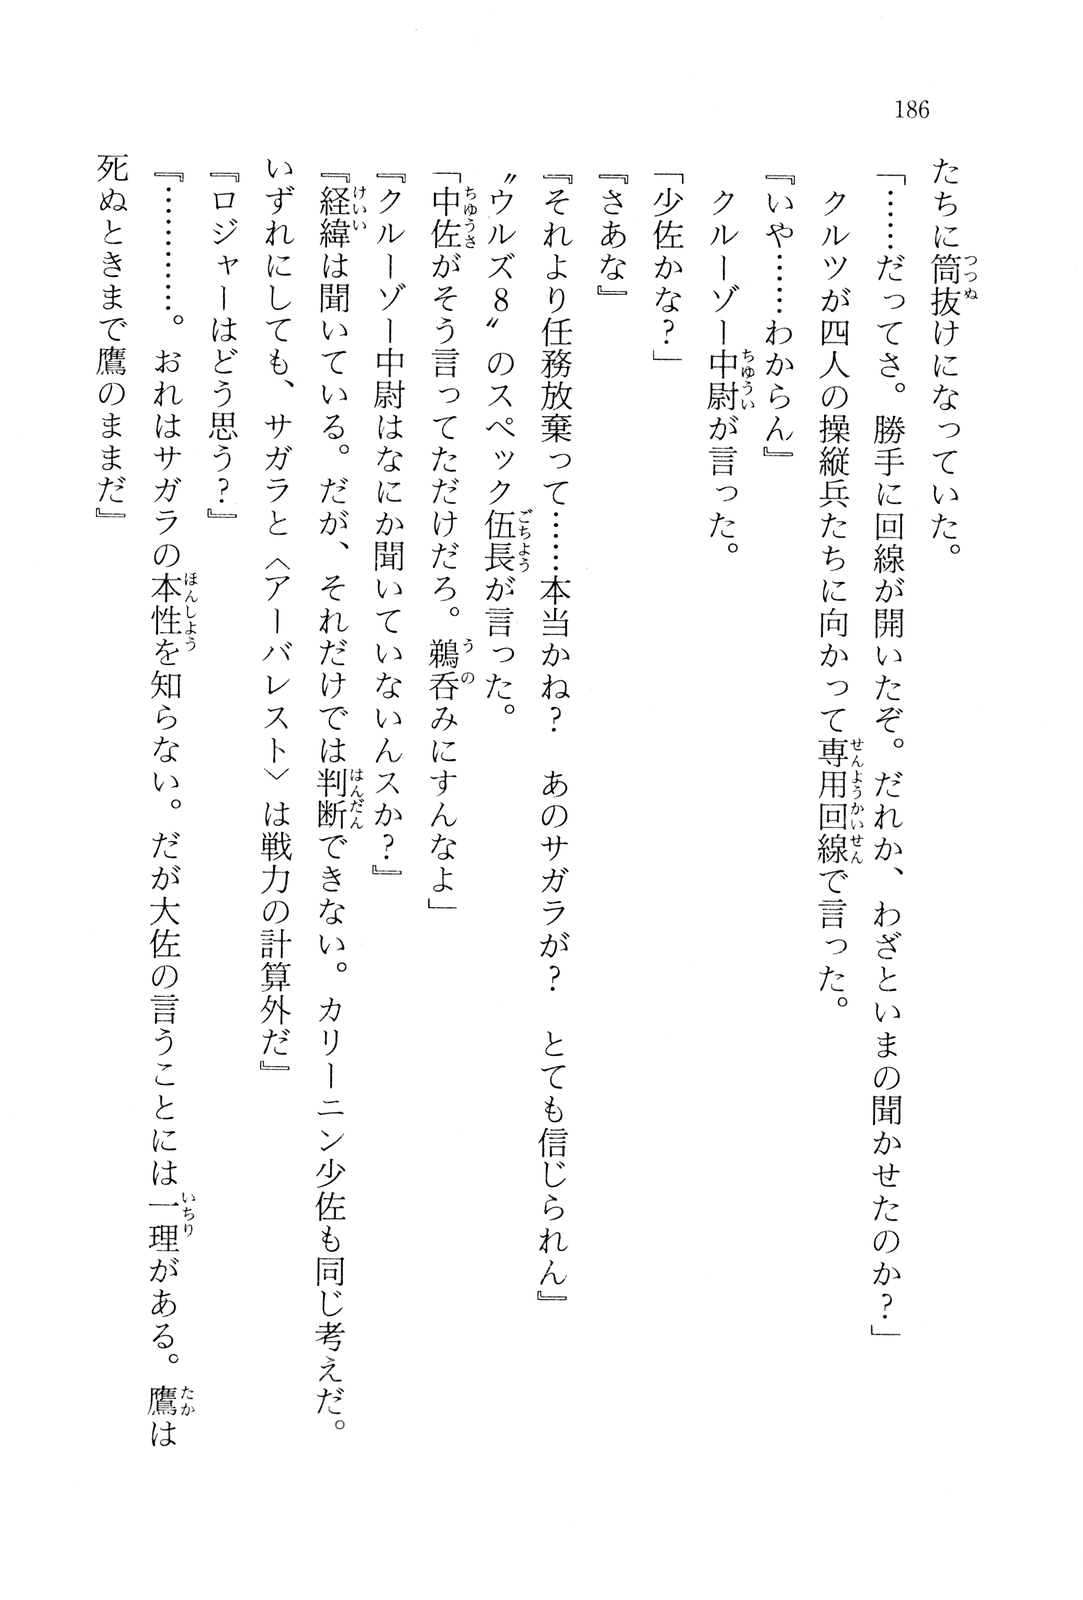 186
たちに筒抜けになっていた。
「……だってさ。勝手に回線が開いたぞ。だれか、わざといまの聞かせたのか?」
クルツが四人の操縦兵たちに向かって専用回線で言った。
『いや……わからん』
クルーゾー中尉が言った。
「少佐かな?」
『さあな』
『それより任務放棄って……本当かね? あのサガラが? とても信じられん』
〝ウルズ8〟のスペック伍長が言った。
「中佐がそう言ってただけだろ。鵜呑みにすんなよ」
『クルーゾー中尉はなにか聞いていないんスか?』
『経緯は聞いている。だが、それだけでは判断できない。カリーニン少佐も同じ考えだ。
いずれにしても、サガラと〈アーバレスト〉は戦力の計算外だ』
『ロジャーはどう思う?』
『…………。おれはサガラの本性を知らない。だが大佐の言うことには一理がある。鷹は
死ぬときまで鷹のままだ』